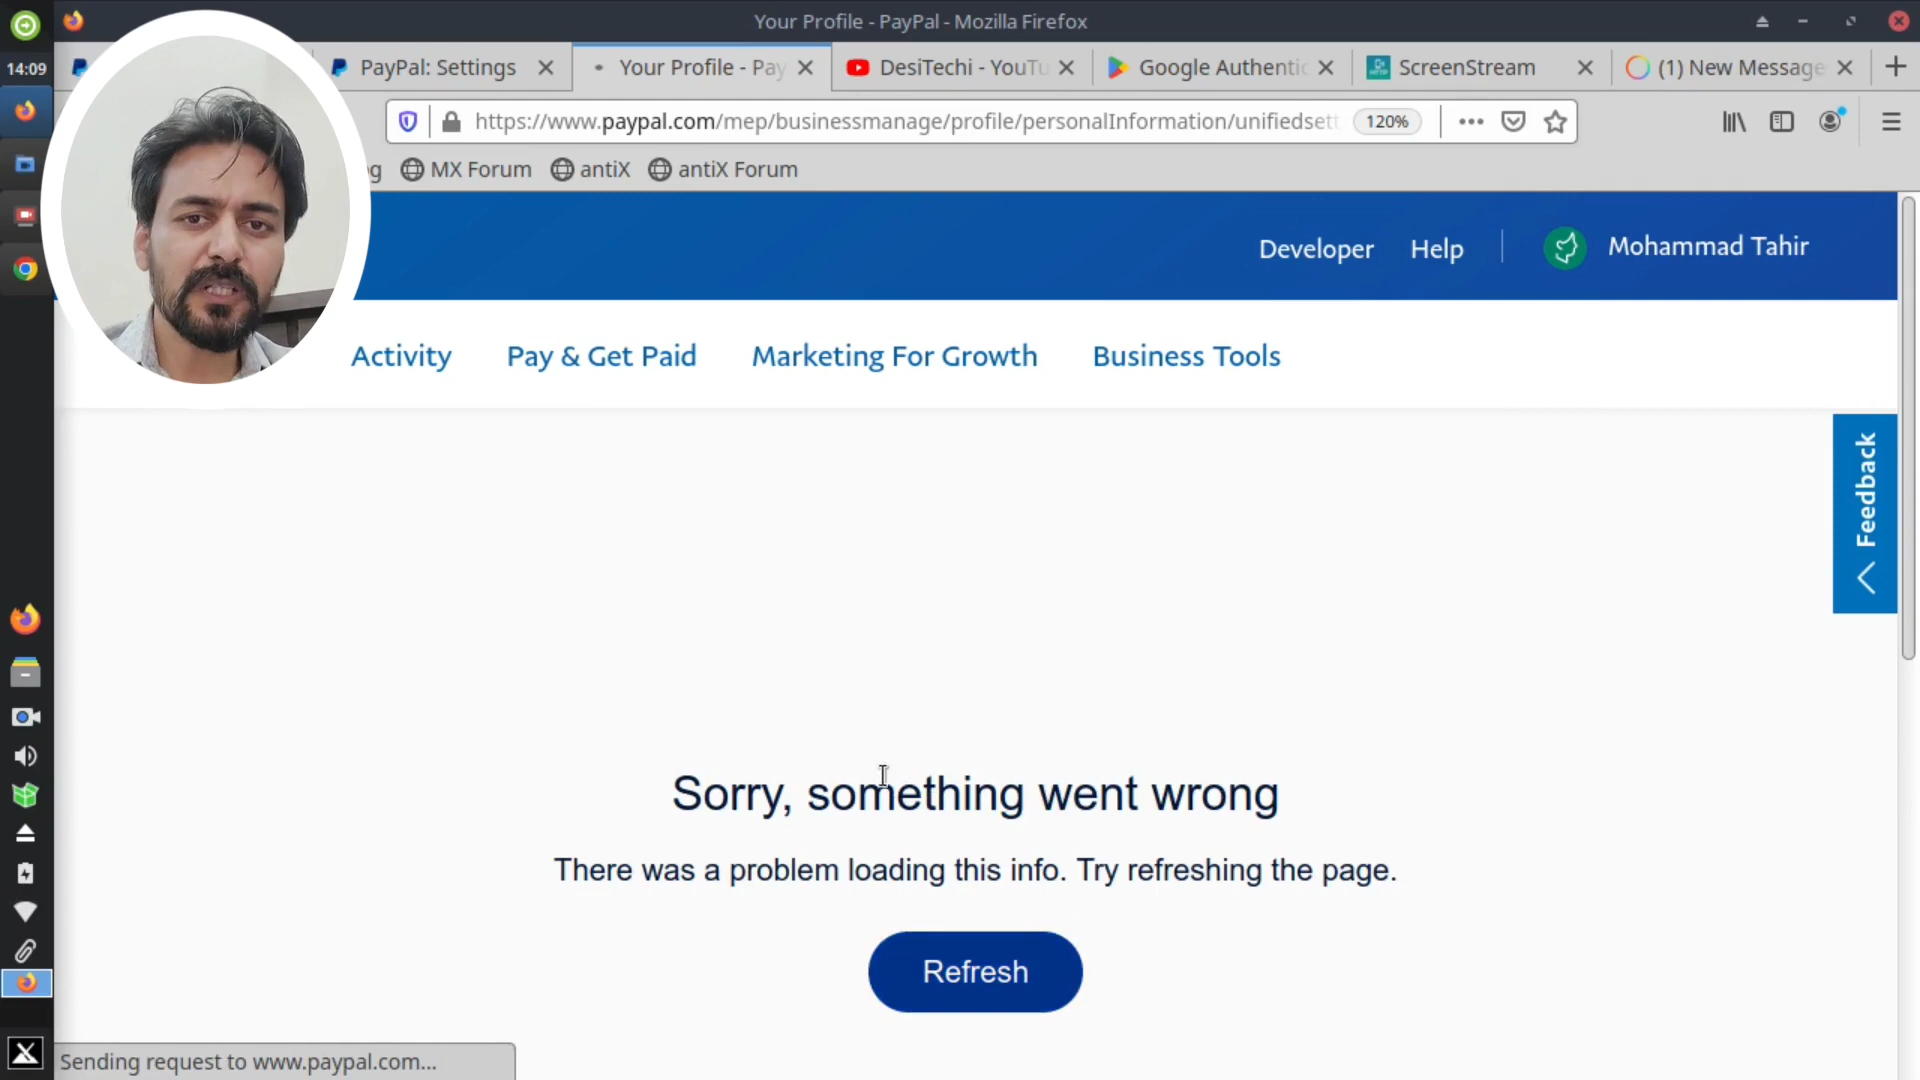 Your Profile - PayPal - Mozilla Firefox
14:09
PayPal: Settings
Your Profile - Pay
DesiTechi - YouTu
Google Authentic
ScreenStream
(1) New Message
https://www.paypal.com/mep/businessmanage/profile/personalInformation/unifiedsett
120%
g
MX Forum
antiX
antiX Forum
Developer
Help
Mohammad Tahir
Activity
Pay & Get Paid
Marketing For Growth
Business Tools
Feedback
Sorry, something went wrong
There was a problem loading this info. Try refreshing the page.
Refresh
Sending request to www.paypal.com...